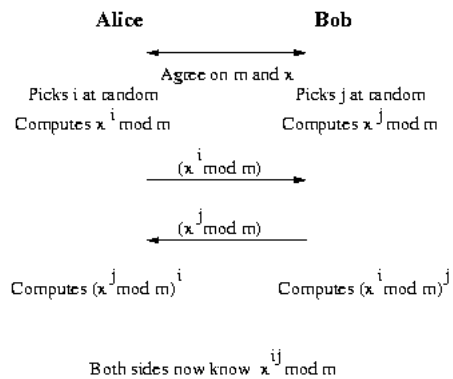 Alice Bob
Agree on m and x
Picks i at random Picks j at random
Computes x^i mod m Computes x^j mod m
(x^i mod m)
(x^j mod m)
Computes (x^j mod m)^i Computes (x^i mod m)^j
Both sides now know x^ij mod m